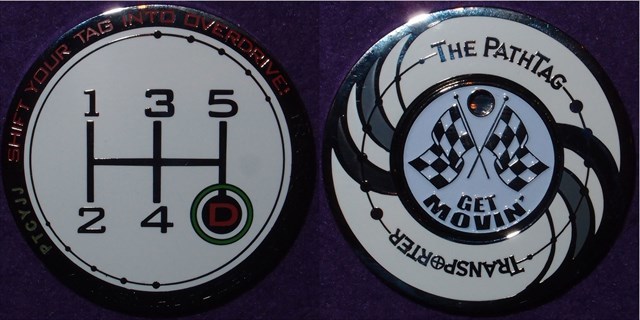 SHIFT YOUR TAG INTO OVERDRIVE!
1 3 5
2 4 D
PTCYJJ
THE PATHTAG
GET
MOVIN'
TRANSPORTER